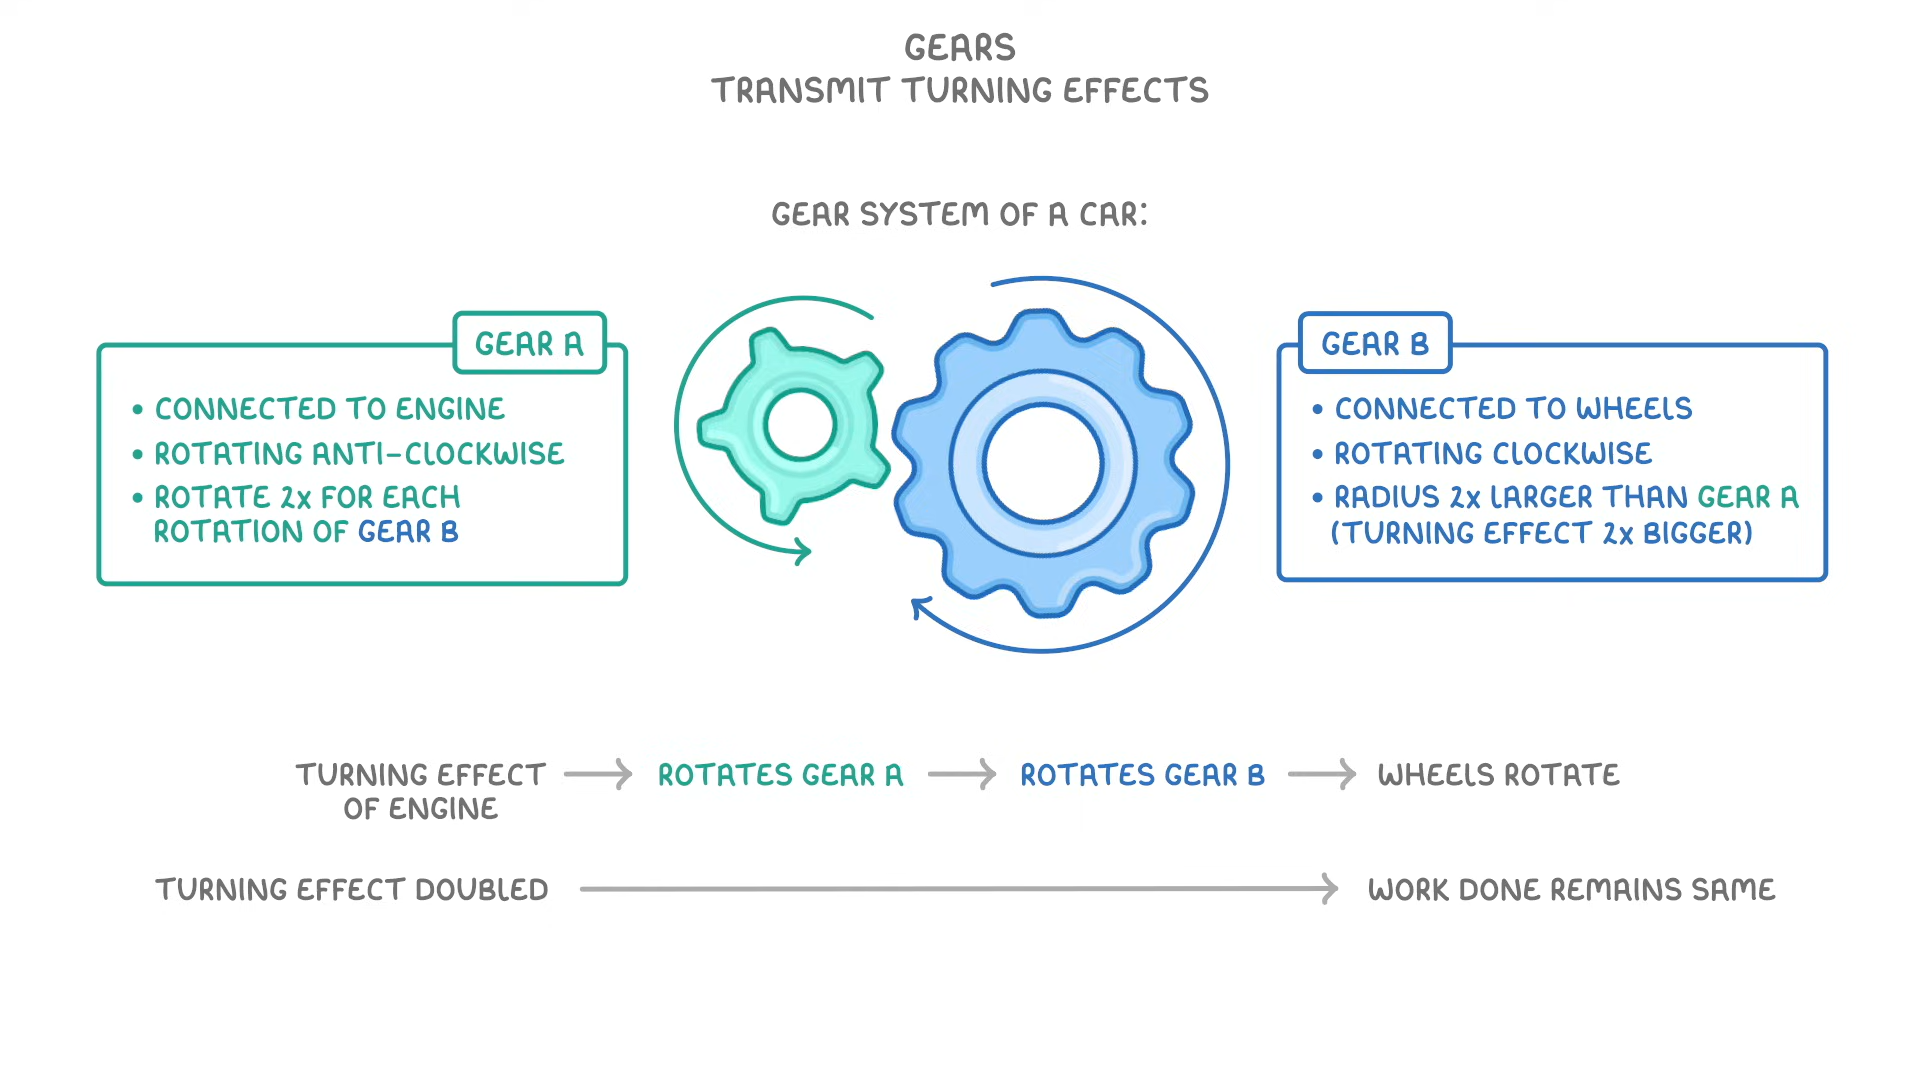 GEARS
TRANSMIT TURNING EFFECTS
GEAR SYSTEM OF A CAR:
GEAR A
• CONNECTED TO ENGINE
• ROTATING ANTI-CLOCKWISE
• ROTATE 2x FOR EACH
ROTATION OF GEAR B
GEAR B
• CONNECTED TO WHEELS
• ROTATING CLOCKWISE
• RADIUS 2x LARGER THAN GEAR A
(TURNING EFFECT 2x BIGGER)
TURNING EFFECT
OF ENGINE
ROTATES GEAR A
ROTATES GEAR B
WHEELS ROTATE
TURNING EFFECT DOUBLED
WORK DONE REMAINS SAME